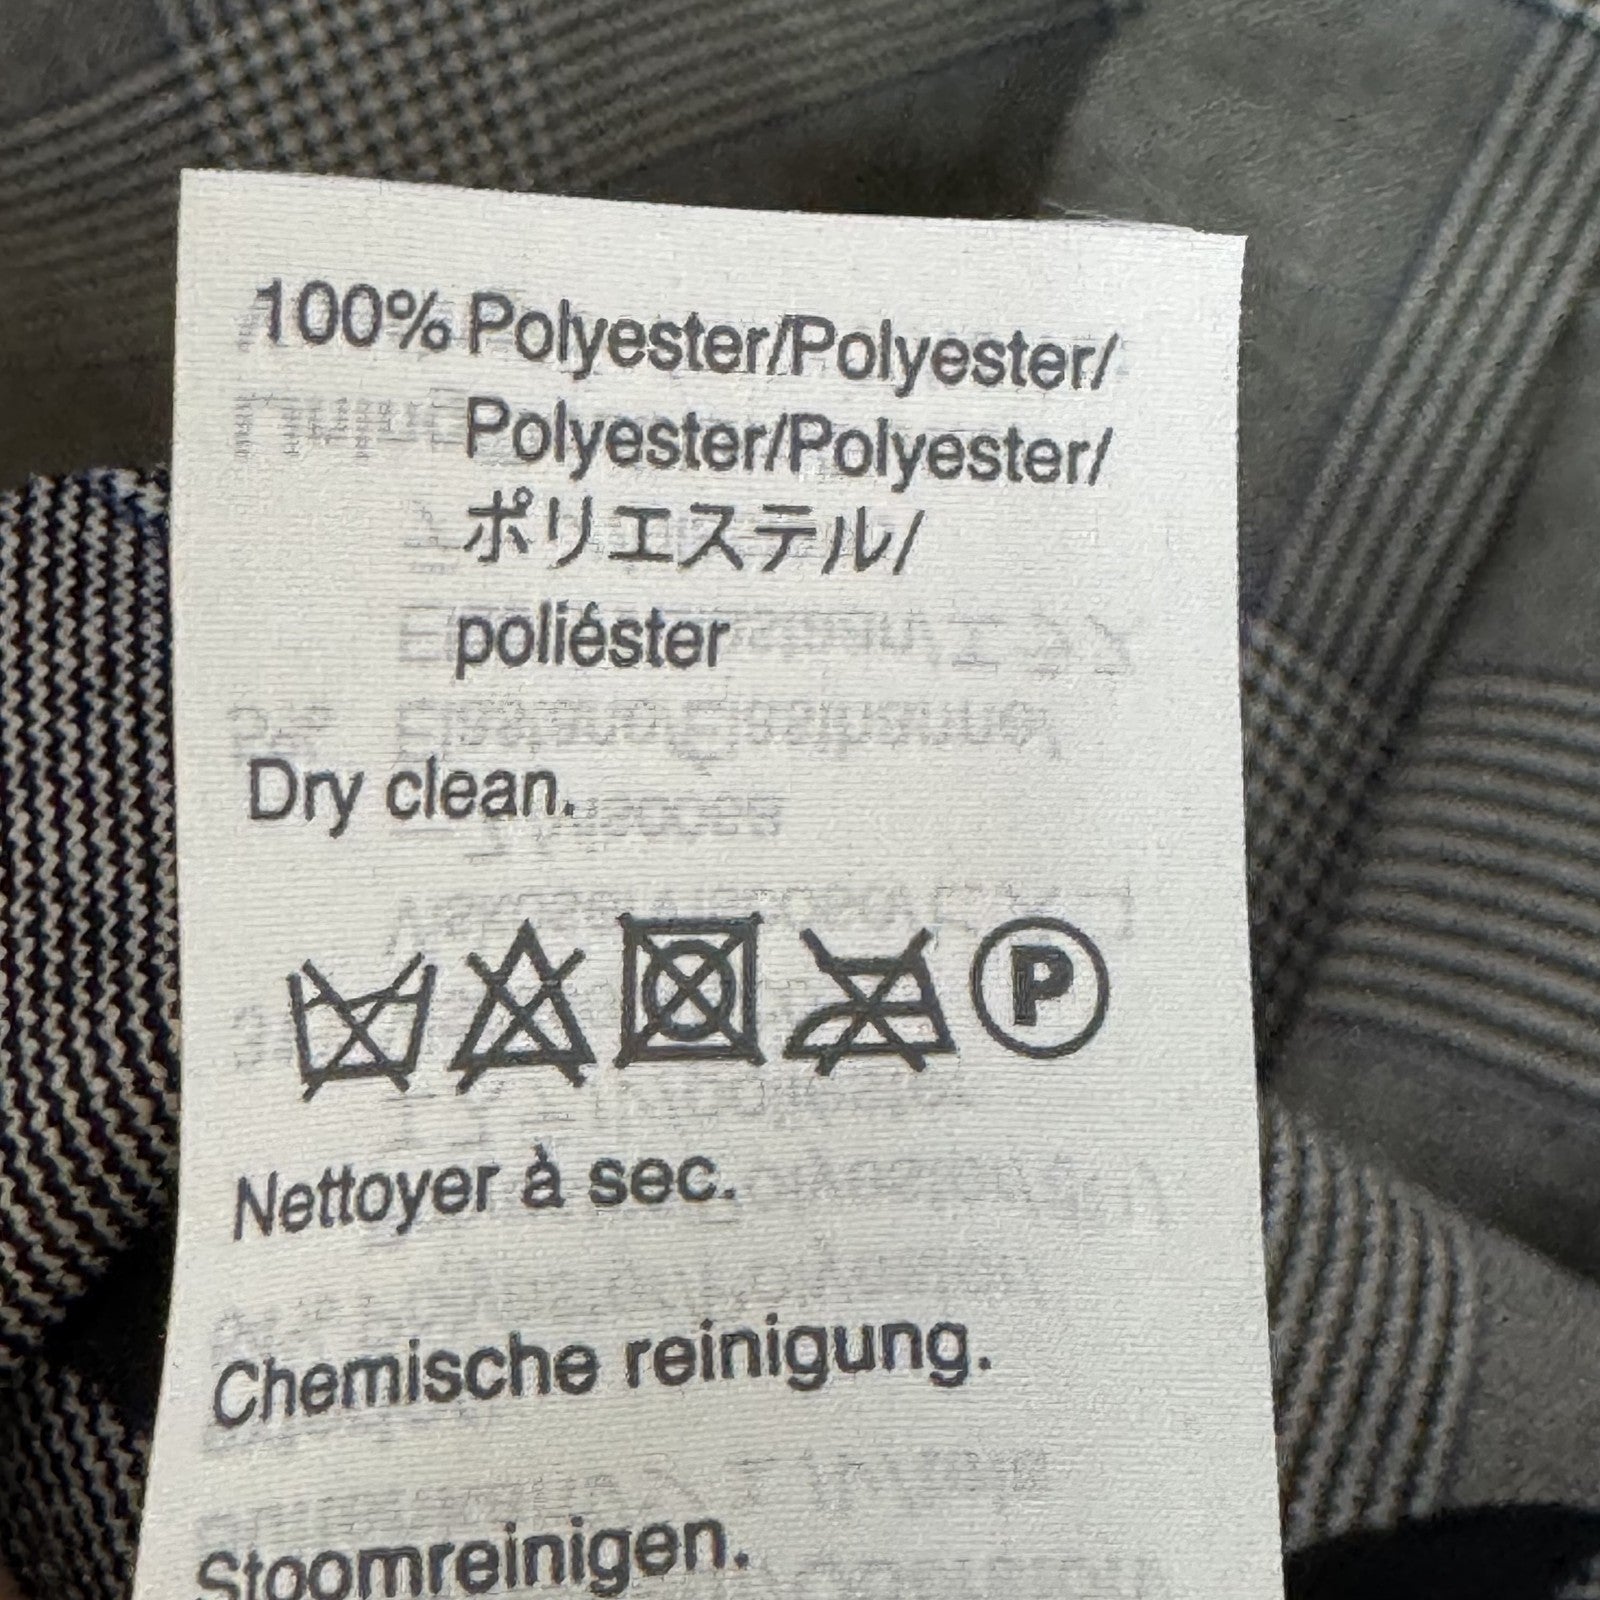 100% Polyester/Polyester/
Polyester/Polyester/
ポリエステル/
poliéster
Dry clean.
P
Nettoyer à sec.
Chemische reinigung.
Stoomreinigen.